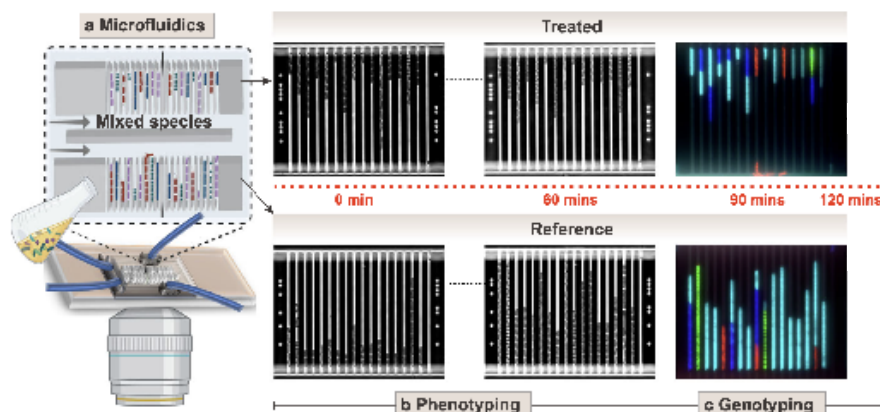 a Microfluidics
Treated
Mixed species
0 min
60 mins
90 mins
120 mins
Reference
b Phenotyping
c Genotyping